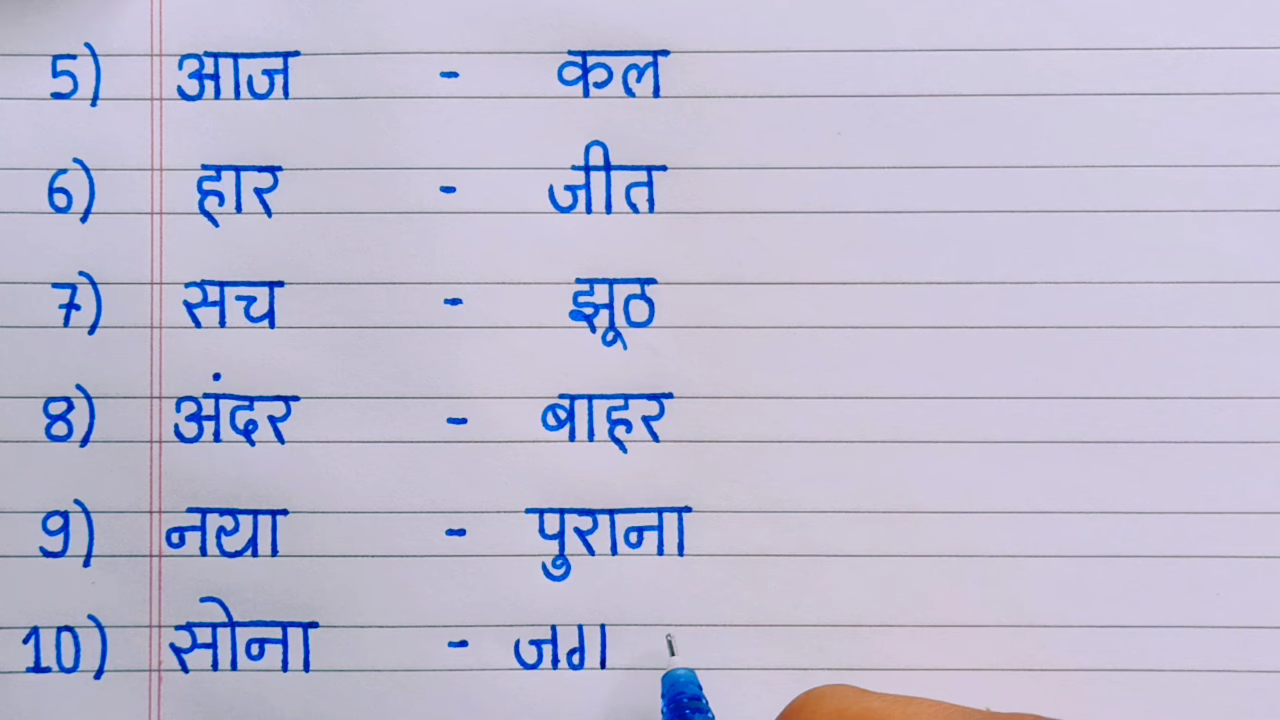 5) आज - कल
6) हार - जीत
7) सच - झूठ
8) अंदर - बाहर
9) नया - पुराना
10) सोना - जग